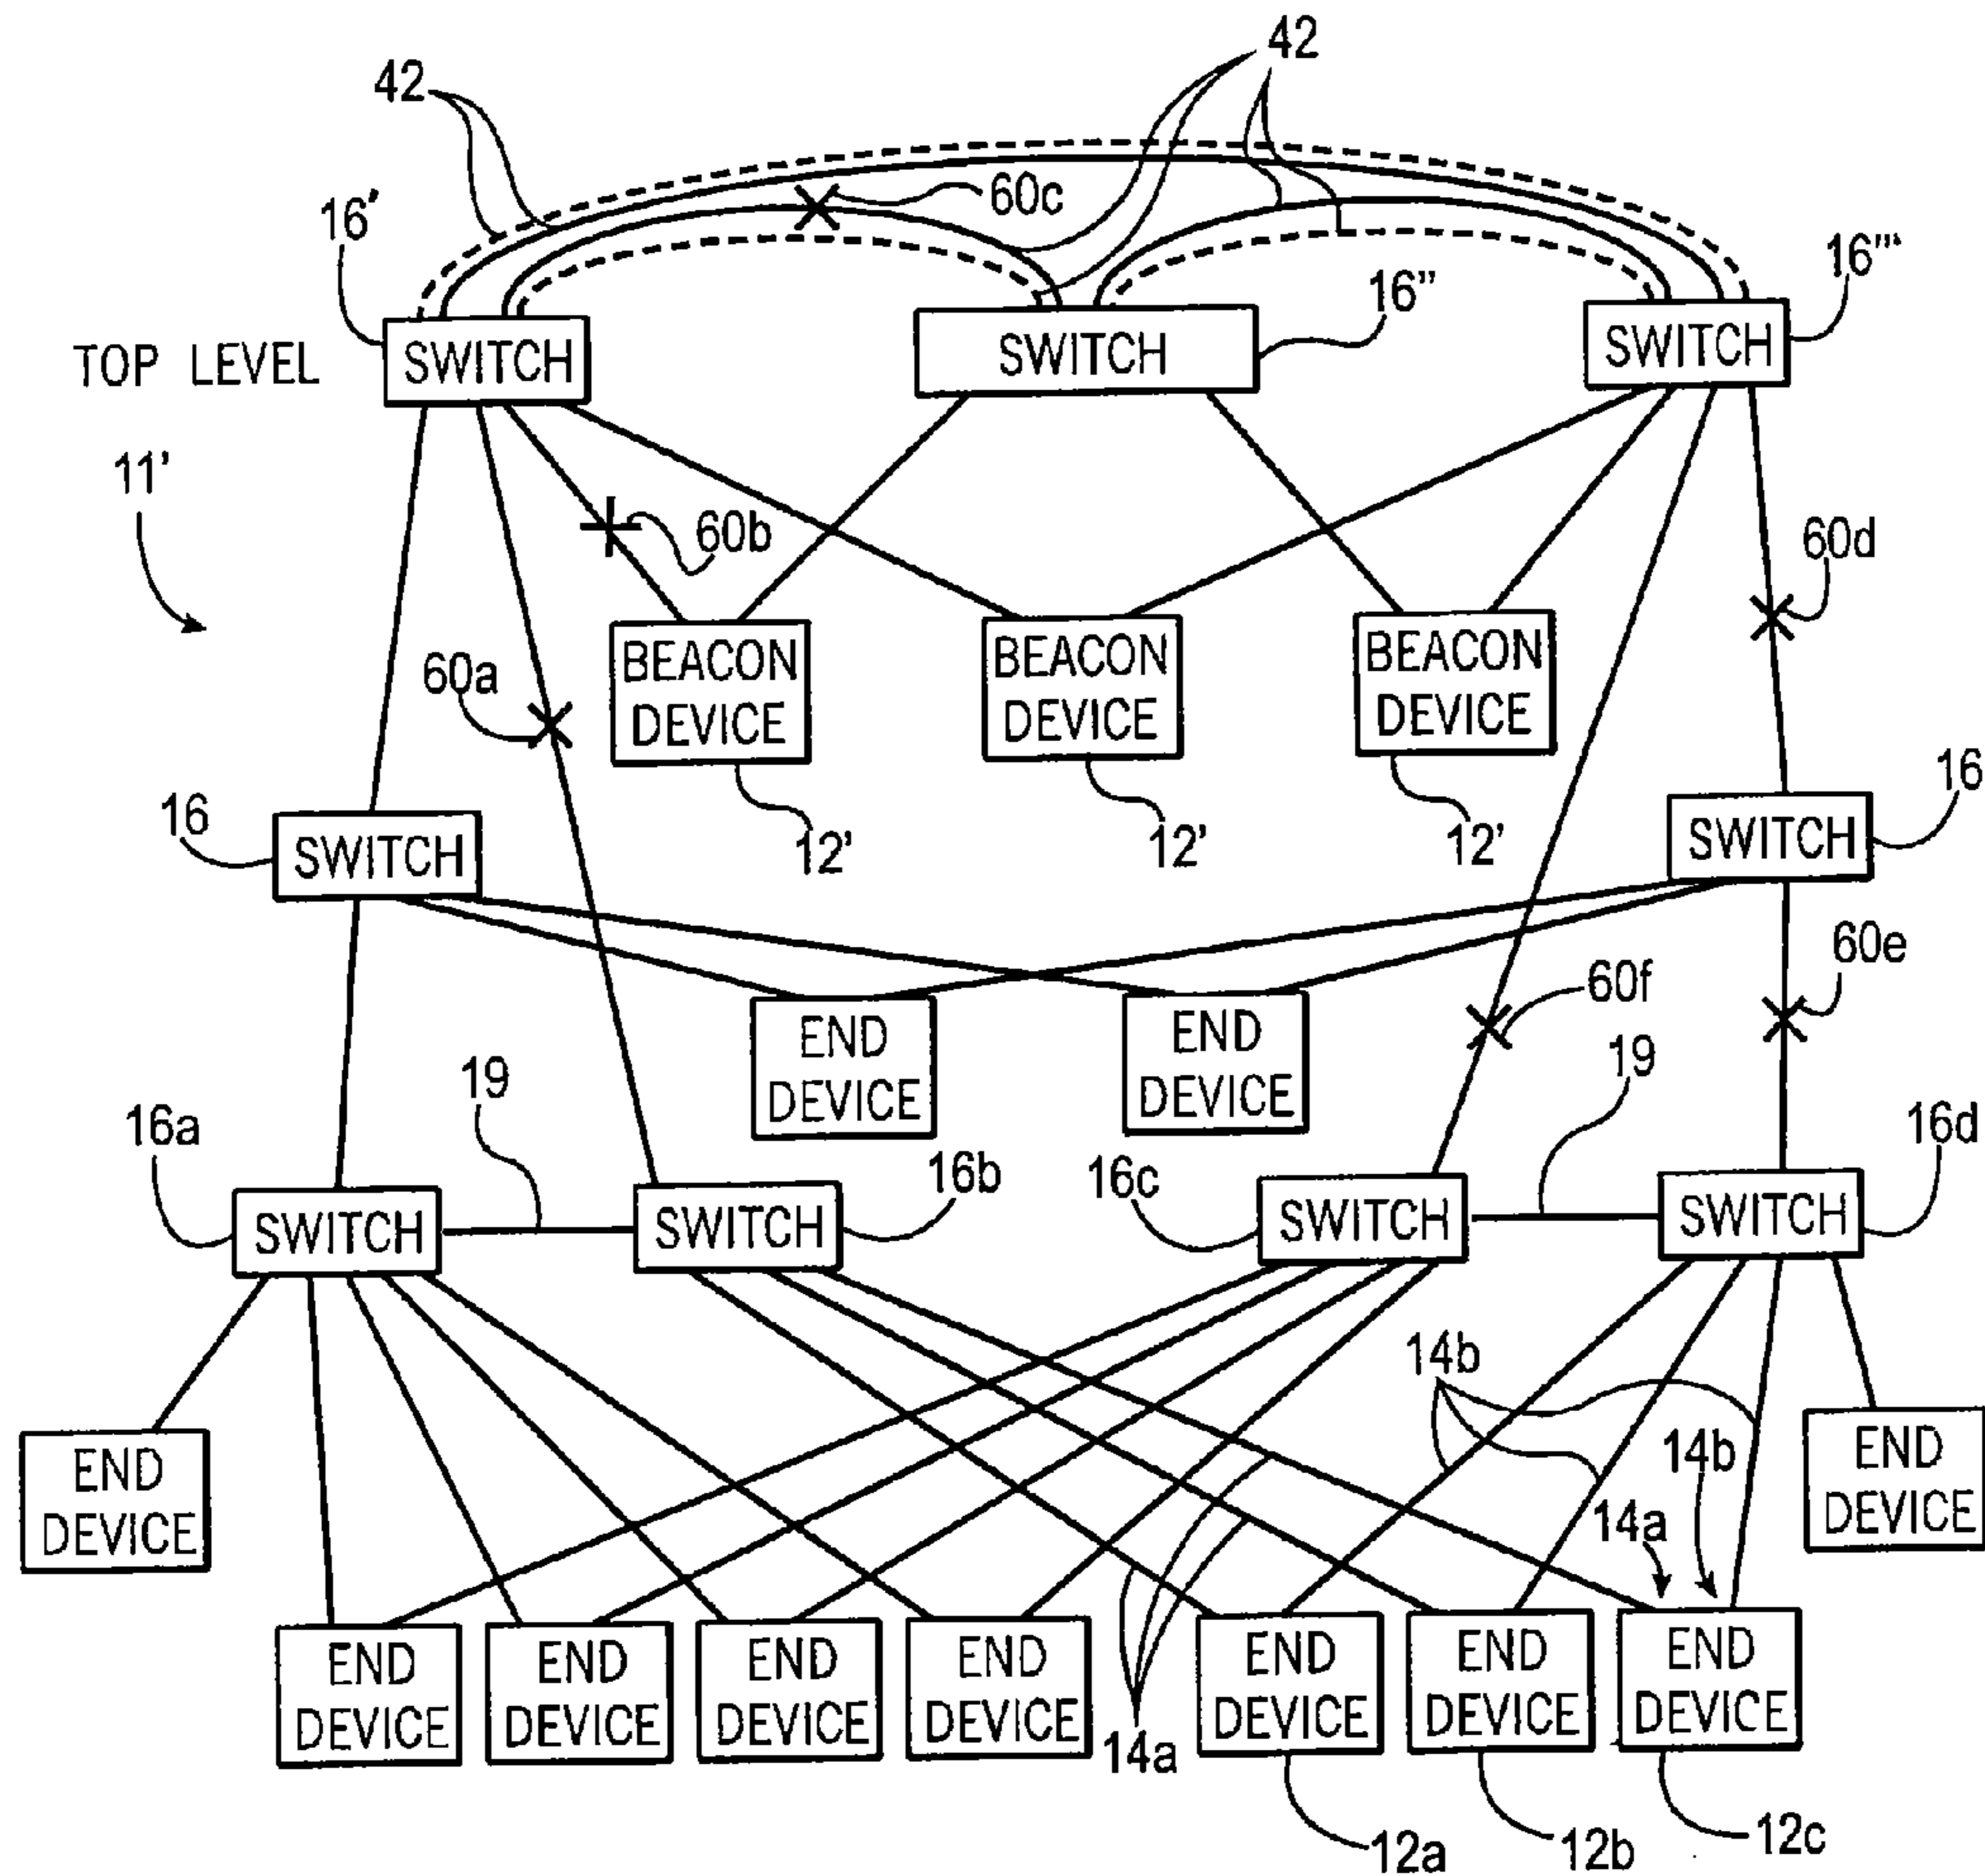 42
42
60c
16'
16"
16"'
TOP LEVEL
SWITCH
SWITCH
SWITCH
11'
60b
60d
60a
BEACON
DEVICE
BEACON
DEVICE
BEACON
DEVICE
16
SWITCH
12'
12'
12'
SWITCH
16
60e
60f
END
DEVICE
END
DEVICE
19
19
16a
16b
16c
16d
SWITCH
SWITCH
SWITCH
SWITCH
14b
14b
14a
END
DEVICE
END
DEVICE
END
DEVICE
END
DEVICE
END
DEVICE
END
DEVICE
END
DEVICE
END
DEVICE
END
DEVICE
14a
12a
12b
12c